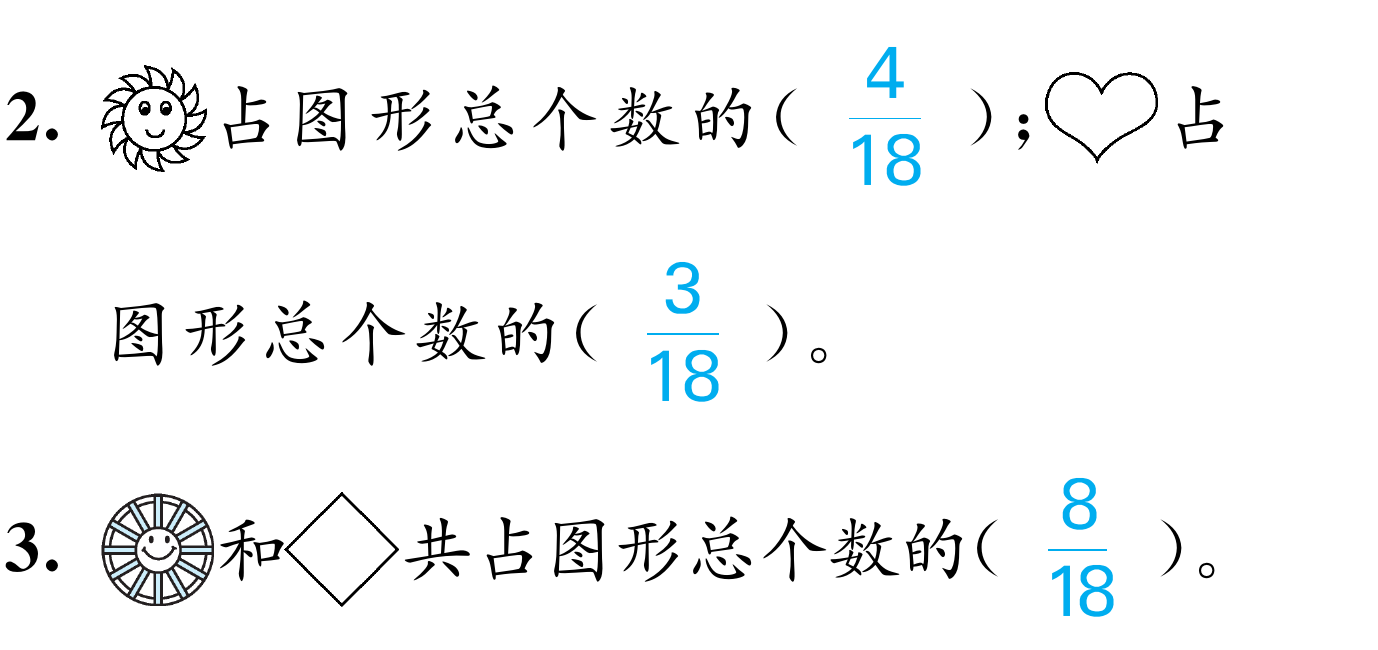 2. 占图形总个数的( 4/18 );占
图形总个数的( 3/18 )。
3. 和共占图形总个数的( 8/18 )。